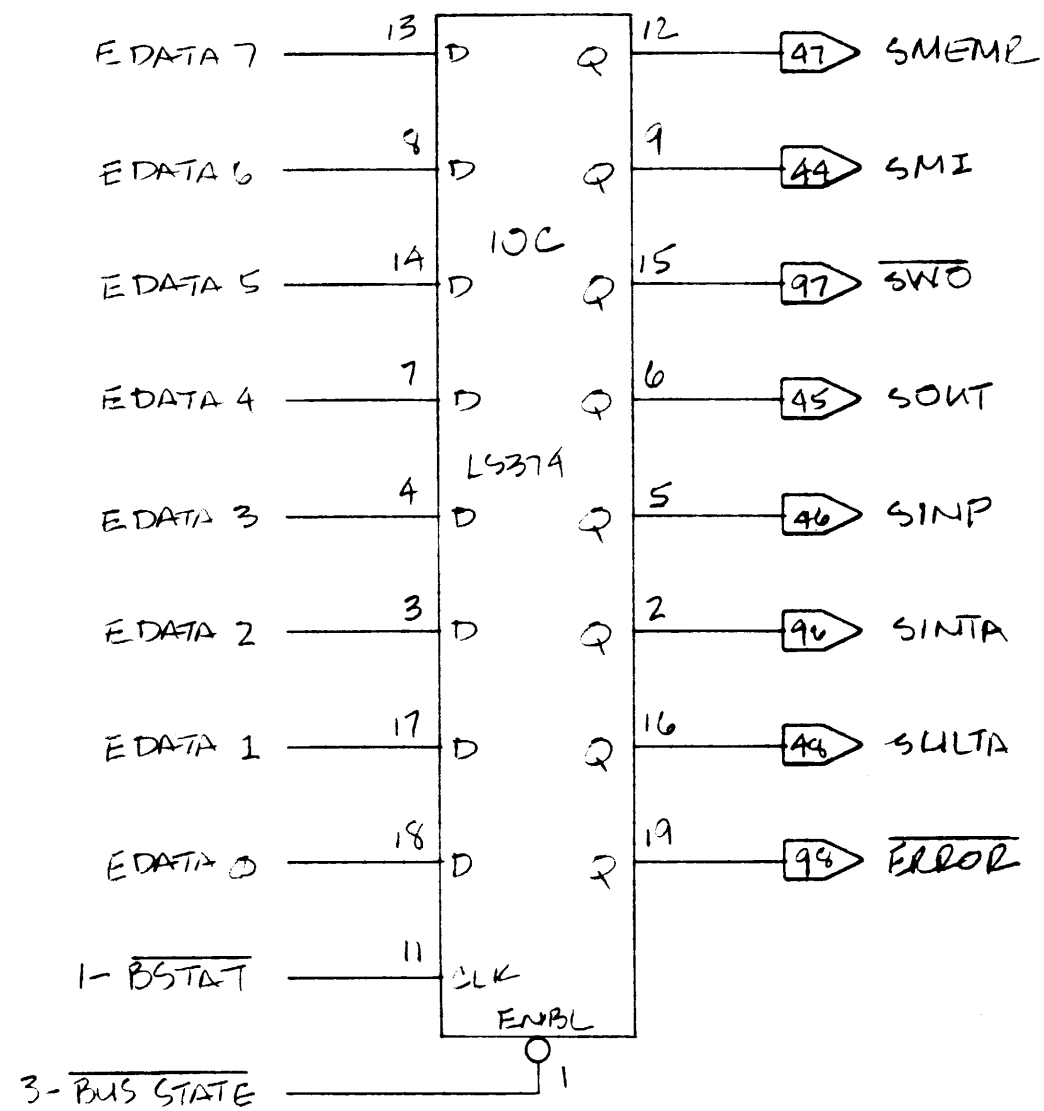 EDATA 7 13 D Q 12 47 SMEMR
EDATA 6 8 D Q 9 44 SMI
10C
EDATA 5 14 D Q 15 97 SWO
EDATA 4 7 D Q 6 45 SOUT
LS374
EDATA 3 4 D Q 5 46 SINP
EDATA 2 3 D Q 2 96 SINTA
EDATA 1 17 D Q 16 48 SULTA
EDATA 0 18 D Q 19 98 ERROR
1- BSTAT 11 CLK
ENBL
3- BUS STATE 1